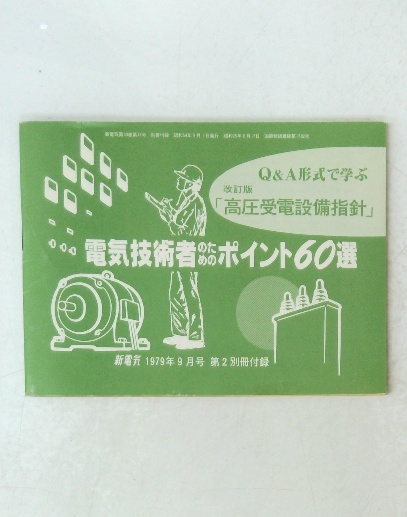 Q&A形式で学ぶ
改訂版
「高圧受電設備指針」
電気技術者のためのポイント60選
新電気 1979年9月号 第2別冊付録